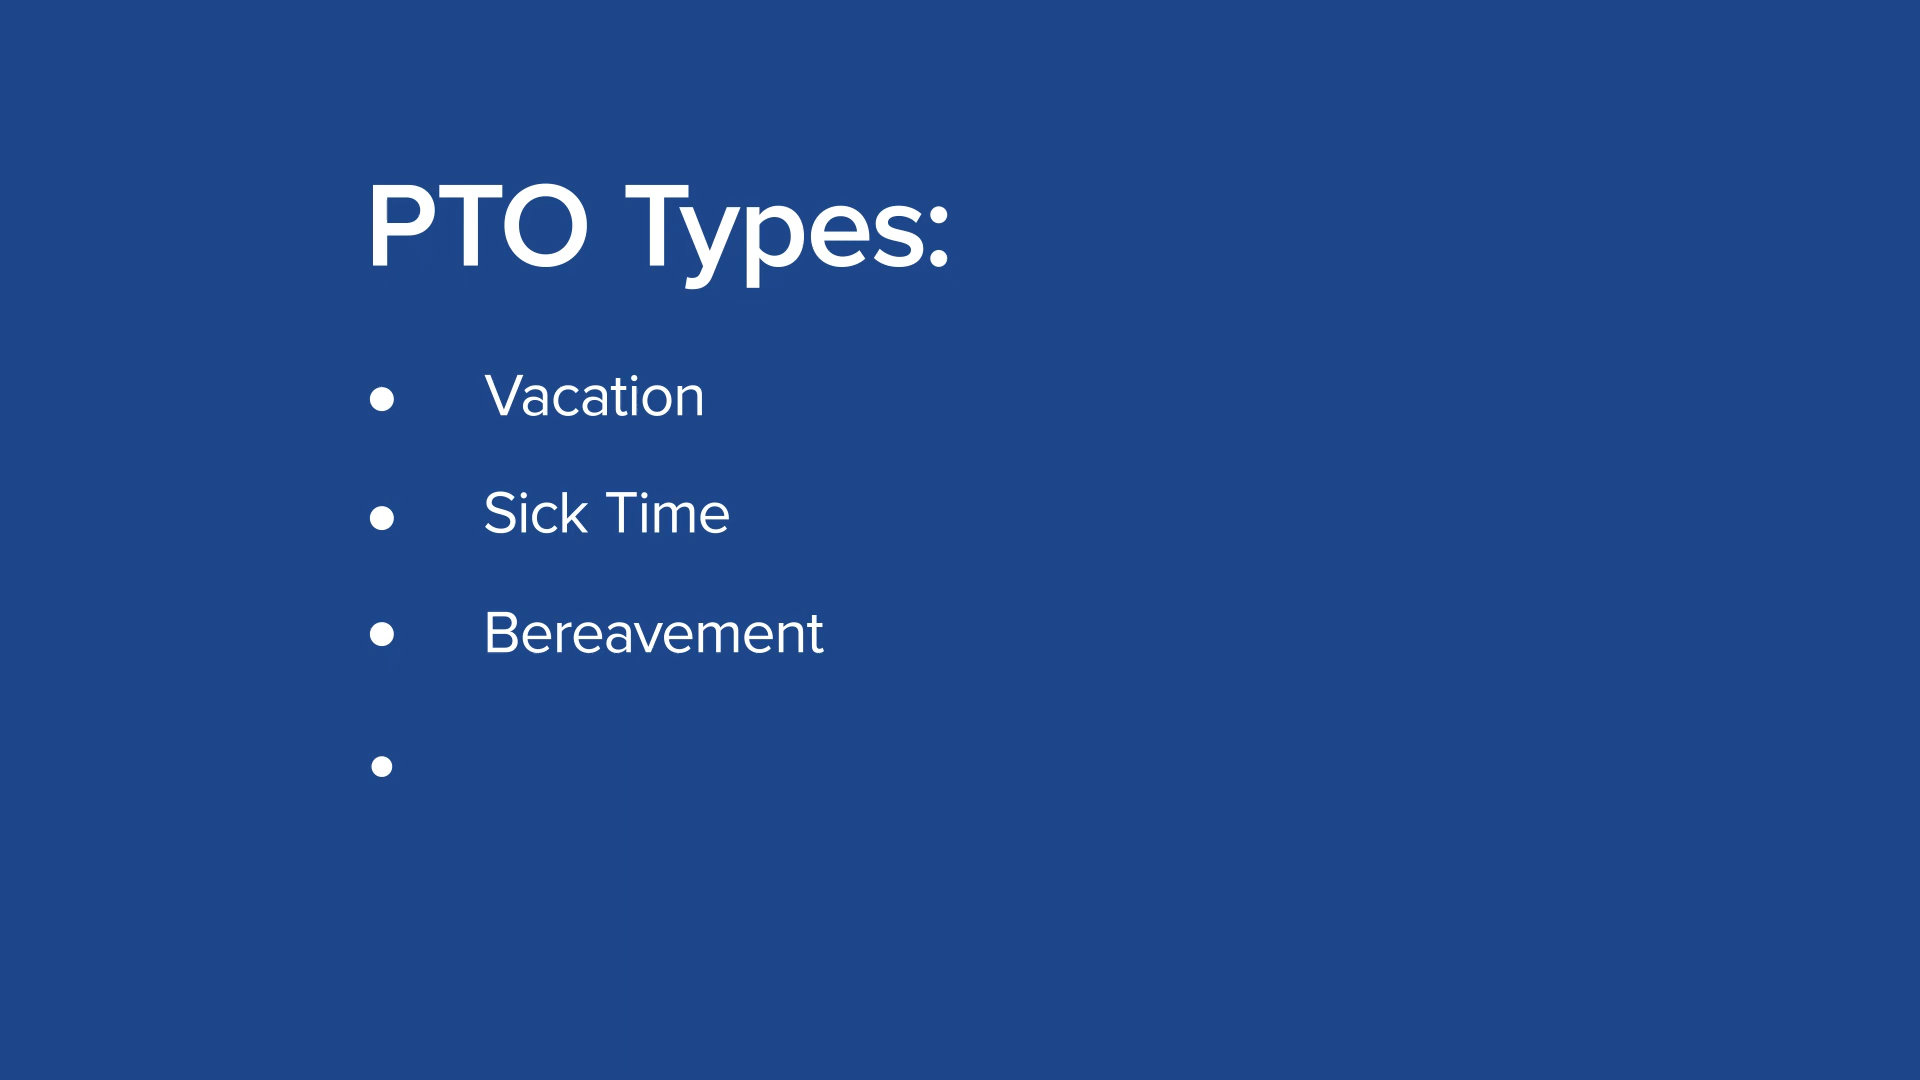 PTO Types:
● Vacation
● Sick Time
● Bereavement
●